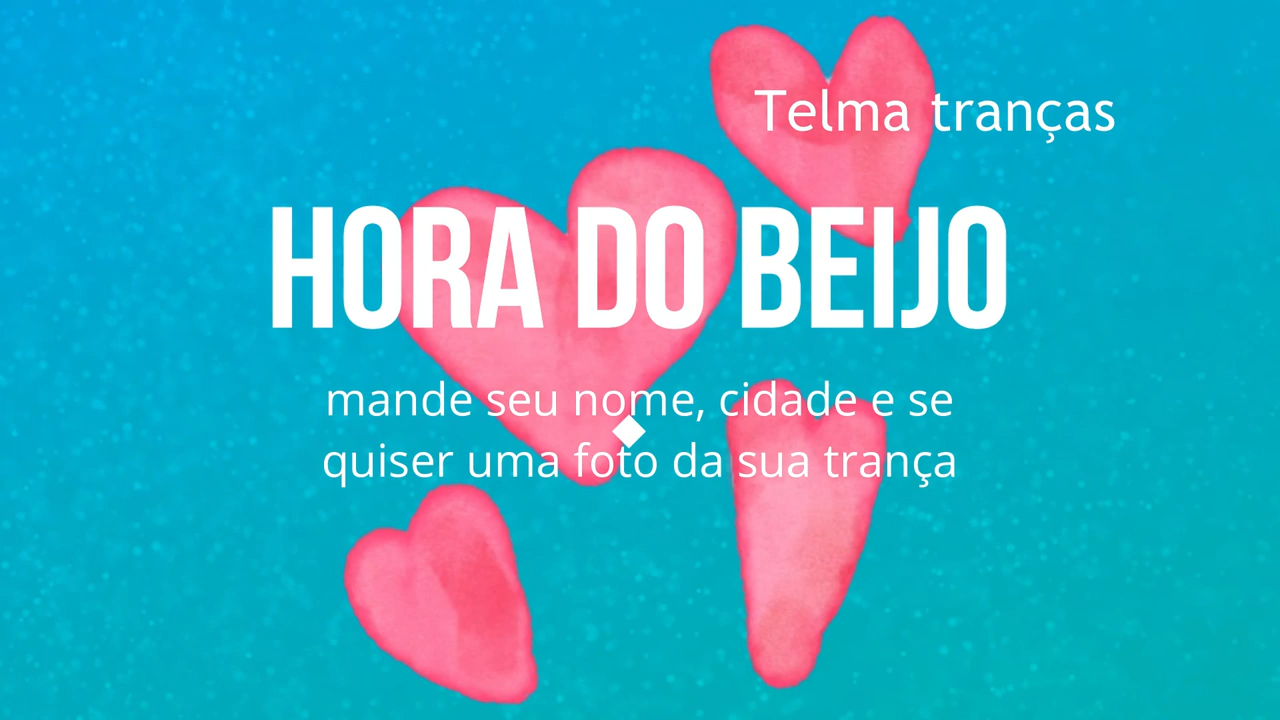 Telma tranças
HORA DO BEIJO
mande seu nome, cidade e se
quiser uma foto da sua trança